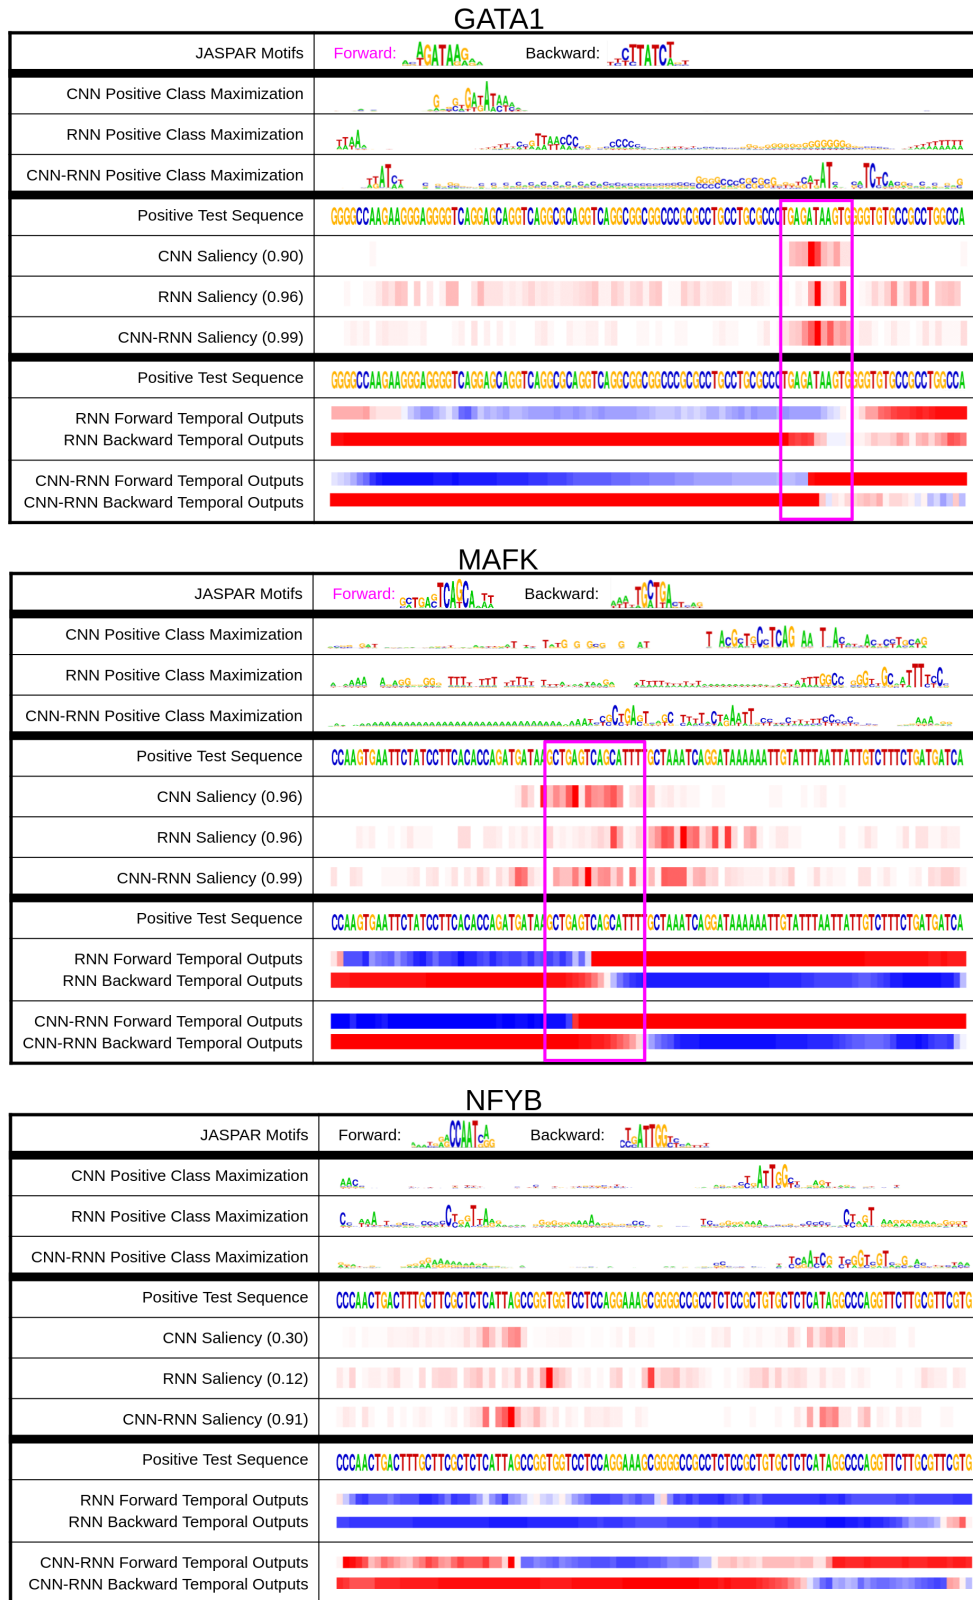 GATA1
JASPAR Motifs Forward: Backward:
CNN Positive Class Maximization
RNN Positive Class Maximization
CNN-RNN Positive Class Maximization
Positive Test Sequence GGGGCCAAGAAGGGAGGGGTCAGGAGCAGGTCAGGCGCAGGTCAGGCGGCGGCCCGCGCCTGCCTGCGCCCTGAGATAAGTGGGGTGTGCCGCCTGGCCA
CNN Saliency (0.90)
RNN Saliency (0.96)
CNN-RNN Saliency (0.99)
Positive Test Sequence GGGGCCAAGAAGGGAGGGGTCAGGAGCAGGTCAGGCGCAGGTCAGGCGGCGGCCCGCGCCTGCCTGCGCCCTGAGATAAGTGGGGTGTGCCGCCTGGCCA
RNN Forward Temporal Outputs
RNN Backward Temporal Outputs
CNN-RNN Forward Temporal Outputs
CNN-RNN Backward Temporal Outputs
MAFK
JASPAR Motifs Forward: Backward:
CNN Positive Class Maximization
RNN Positive Class Maximization
CNN-RNN Positive Class Maximization
Positive Test Sequence CCAAGTGAATTCTATCCTTCACACCAGATGATAAGCTGAGTCAGCATTTTGCTAAATCAGGATAAAAAATTGTATTTAATTATTGTCTTTCTGATGATCA
CNN Saliency (0.96)
RNN Saliency (0.96)
CNN-RNN Saliency (0.99)
Positive Test Sequence CCAAGTGAATTCTATCCTTCACACCAGATGATAAGCTGAGTCAGCATTTTGCTAAATCAGGATAAAAAATTGTATTTAATTATTGTCTTTCTGATGATCA
RNN Forward Temporal Outputs
RNN Backward Temporal Outputs
CNN-RNN Forward Temporal Outputs
CNN-RNN Backward Temporal Outputs
NFYB
JASPAR Motifs Forward: Backward:
CNN Positive Class Maximization
RNN Positive Class Maximization
CNN-RNN Positive Class Maximization
Positive Test Sequence CCCAACTGACTTTGCTTCGCTCTCATTAGCCGGTGGTCCTCCAGGAAAGCGGGGCCGCCTCTCCGCTGTGCTCTCATAGGCCCAGGTTCTTGCGTTCGTG
CNN Saliency (0.30)
RNN Saliency (0.12)
CNN-RNN Saliency (0.91)
Positive Test Sequence CCCAACTGACTTTGCTTCGCTCTCATTAGCCGGTGGTCCTCCAGGAAAGCGGGGCCGCCTCTCCGCTGTGCTCTCATAGGCCCAGGTTCTTGCGTTCGTG
RNN Forward Temporal Outputs
RNN Backward Temporal Outputs
CNN-RNN Forward Temporal Outputs
CNN-RNN Backward Temporal Outputs